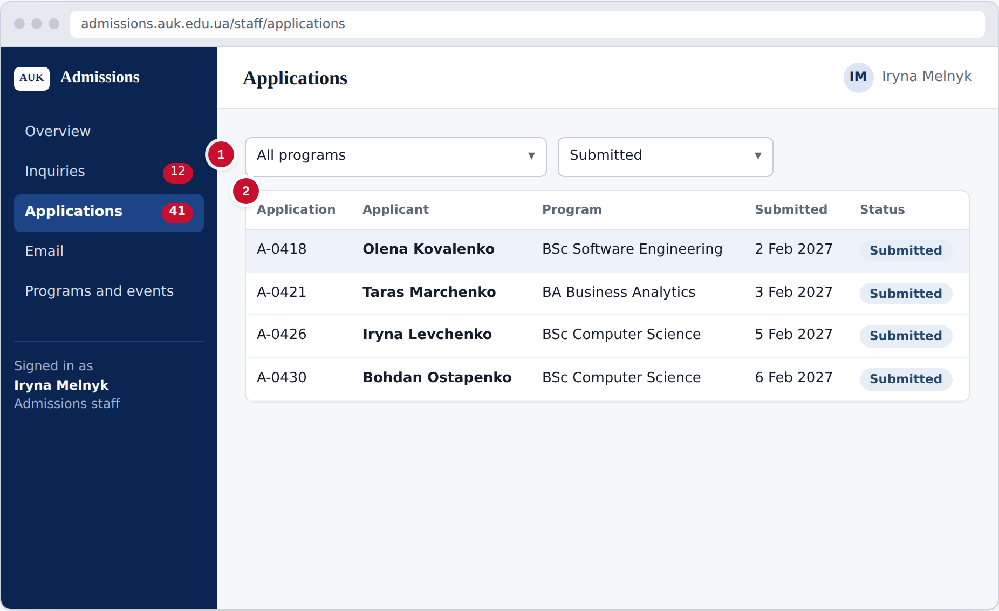 admissions.auk.edu.ua/staff/applications
AUK Admissions
Overview
Inquiries 12
Applications 41
Email
Programs and events
Signed in as
Iryna Melnyk
Admissions staff
Applications
IM Iryna Melnyk
1 All programs ▼ Submitted ▼
2
Application Applicant Program Submitted Status
A-0418 Olena Kovalenko BSc Software Engineering 2 Feb 2027 Submitted
A-0421 Taras Marchenko BA Business Analytics 3 Feb 2027 Submitted
A-0426 Iryna Levchenko BSc Computer Science 5 Feb 2027 Submitted
A-0430 Bohdan Ostapenko BSc Computer Science 6 Feb 2027 Submitted